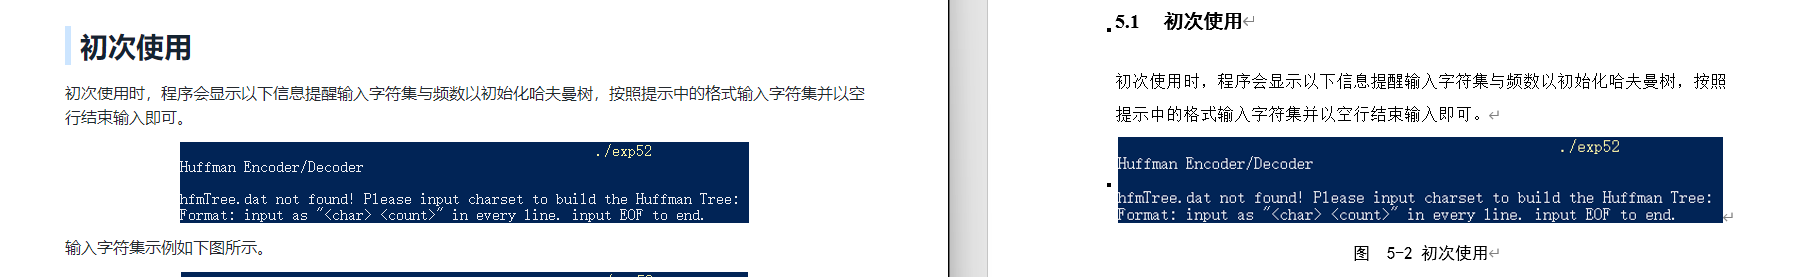 初次使用
初次使用时，程序会显示以下信息提醒输入字符集与频数以初始化哈夫曼树，按照提示中的格式输入字符集并以空
行结束输入即可。
./exp52
Huffman Encoder/Decoder
hfmTree.dat not found! Please input charset to build the Huffman Tree:
Format: input as "<char> <count>" in every line. input EOF to end.
输入字符集示例如下图所示。
5.1 初次使用
初次使用时，程序会显示以下信息提醒输入字符集与频数以初始化哈夫曼树，按照
提示中的格式输入字符集并以空行结束输入即可。
./exp52
Huffman Encoder/Decoder
hfmTree.dat not found! Please input charset to build the Huffman Tree:
Format: input as "<char> <count>" in every line. input EOF to end.
图 5-2 初次使用